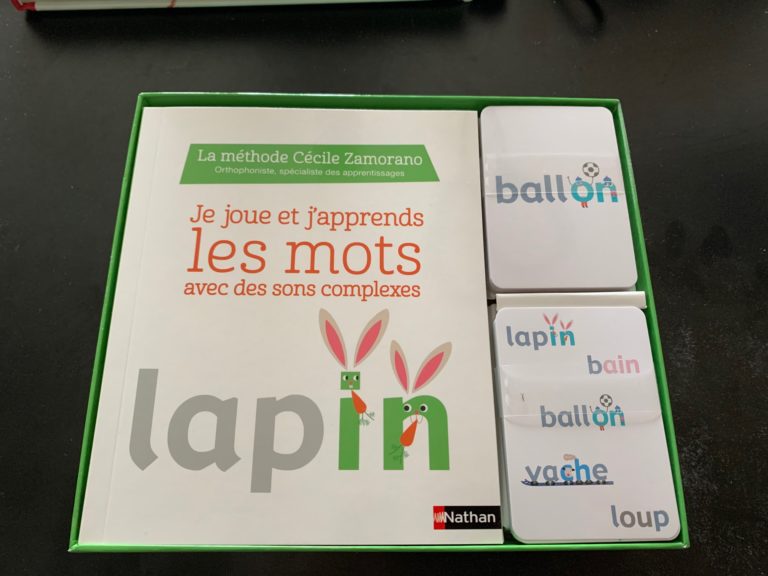 La méthode Cécile Zamorano
Orthophoniste, spécialiste des apprentissages
Je joue et j'apprends
les mots
avec des sons complexes
lapin
Nathan
ballon
lapin
bain
ballon
vache
loup